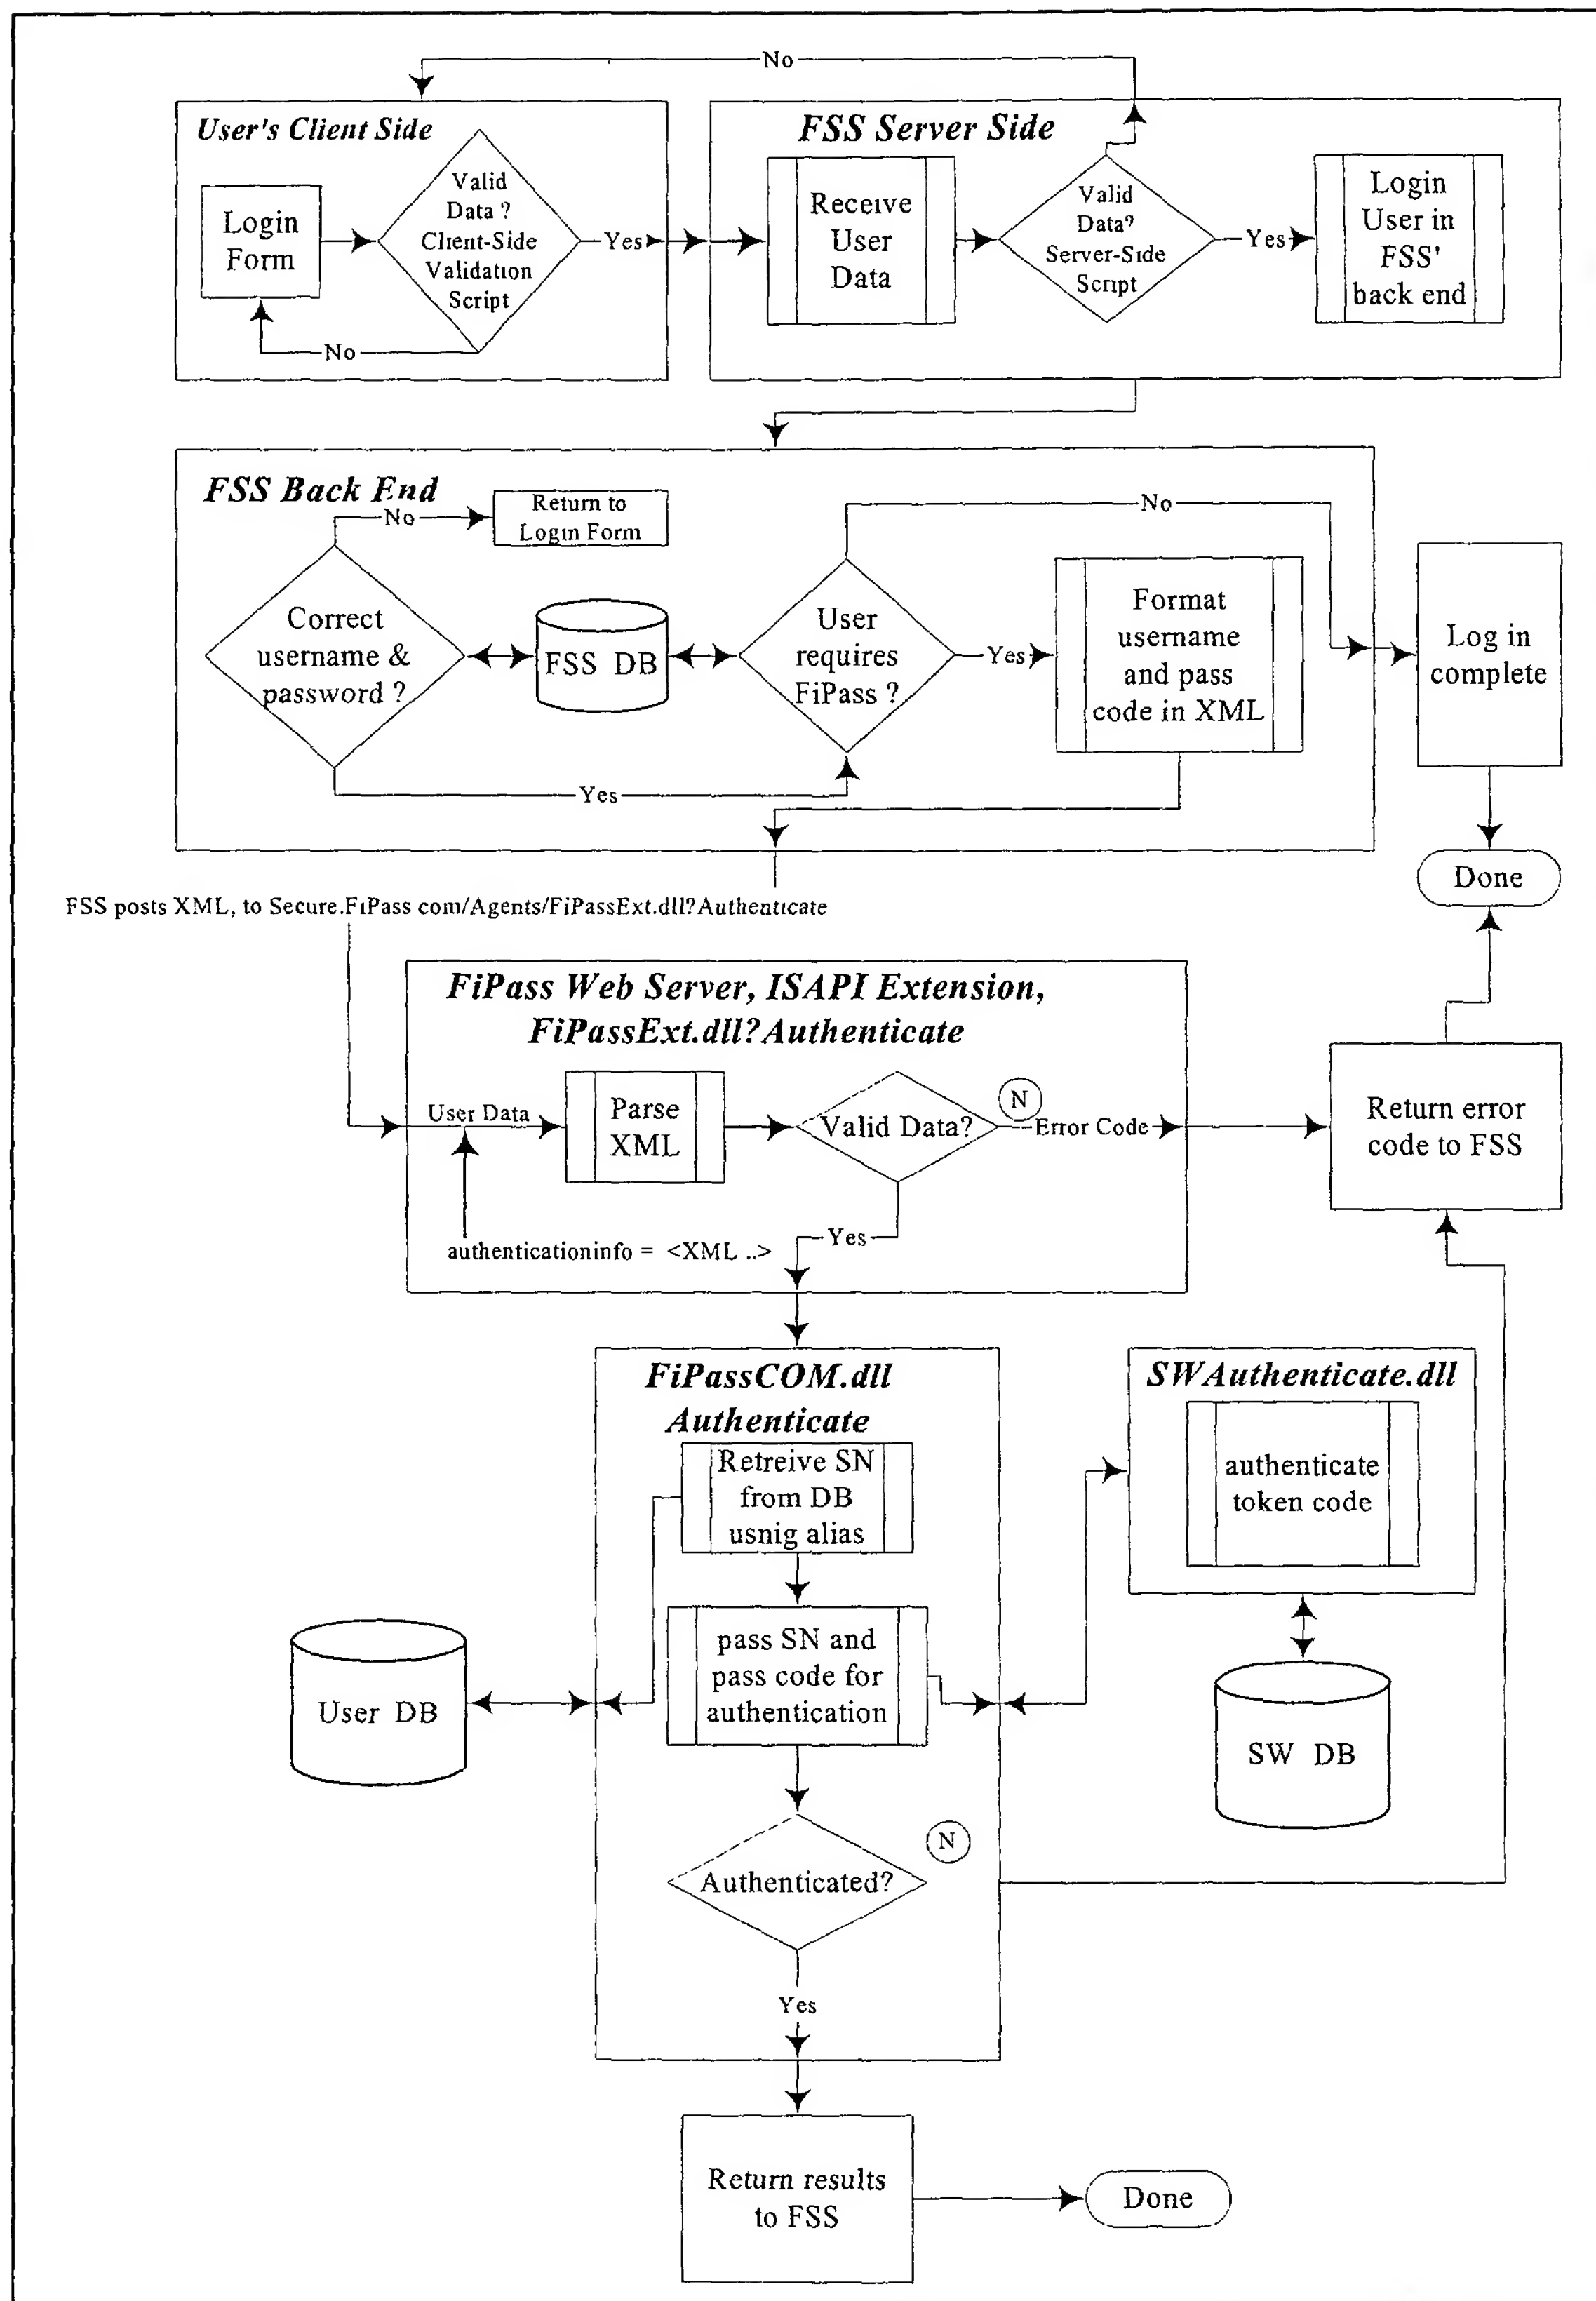 No
User's Client Side
Login
Form
Valid
Data ?
Client-Side
Validation
Script
Yes
No
FSS Server Side
Receive
User
Data
Valid
Data?
Server-Side
Script
Yes
Login
User in
FSS'
back end
FSS Back End
No
Return to
Login Form
Correct
username &
password ?
FSS DB
User
requires
FiPass ?
No
Yes
Format
username
and pass
code in XML
Yes
Log in
complete
Done
FSS posts XML, to Secure.FiPass com/Agents/FiPassExt.dll?Authenticate
FiPass Web Server, ISAPI Extension,
FiPassExt.dll?Authenticate
User Data
Parse
XML
Valid Data?
N
Error Code
Return error
code to FSS
authenticationinfo = <XML ..>
Yes
FiPassCOM.dll
Authenticate
Retreive SN
from DB
usnig alias
pass SN and
pass code for
authentication
User DB
SWAuthenticate.dll
authenticate
token code
SW DB
Authenticated?
N
Yes
Return results
to FSS
Done